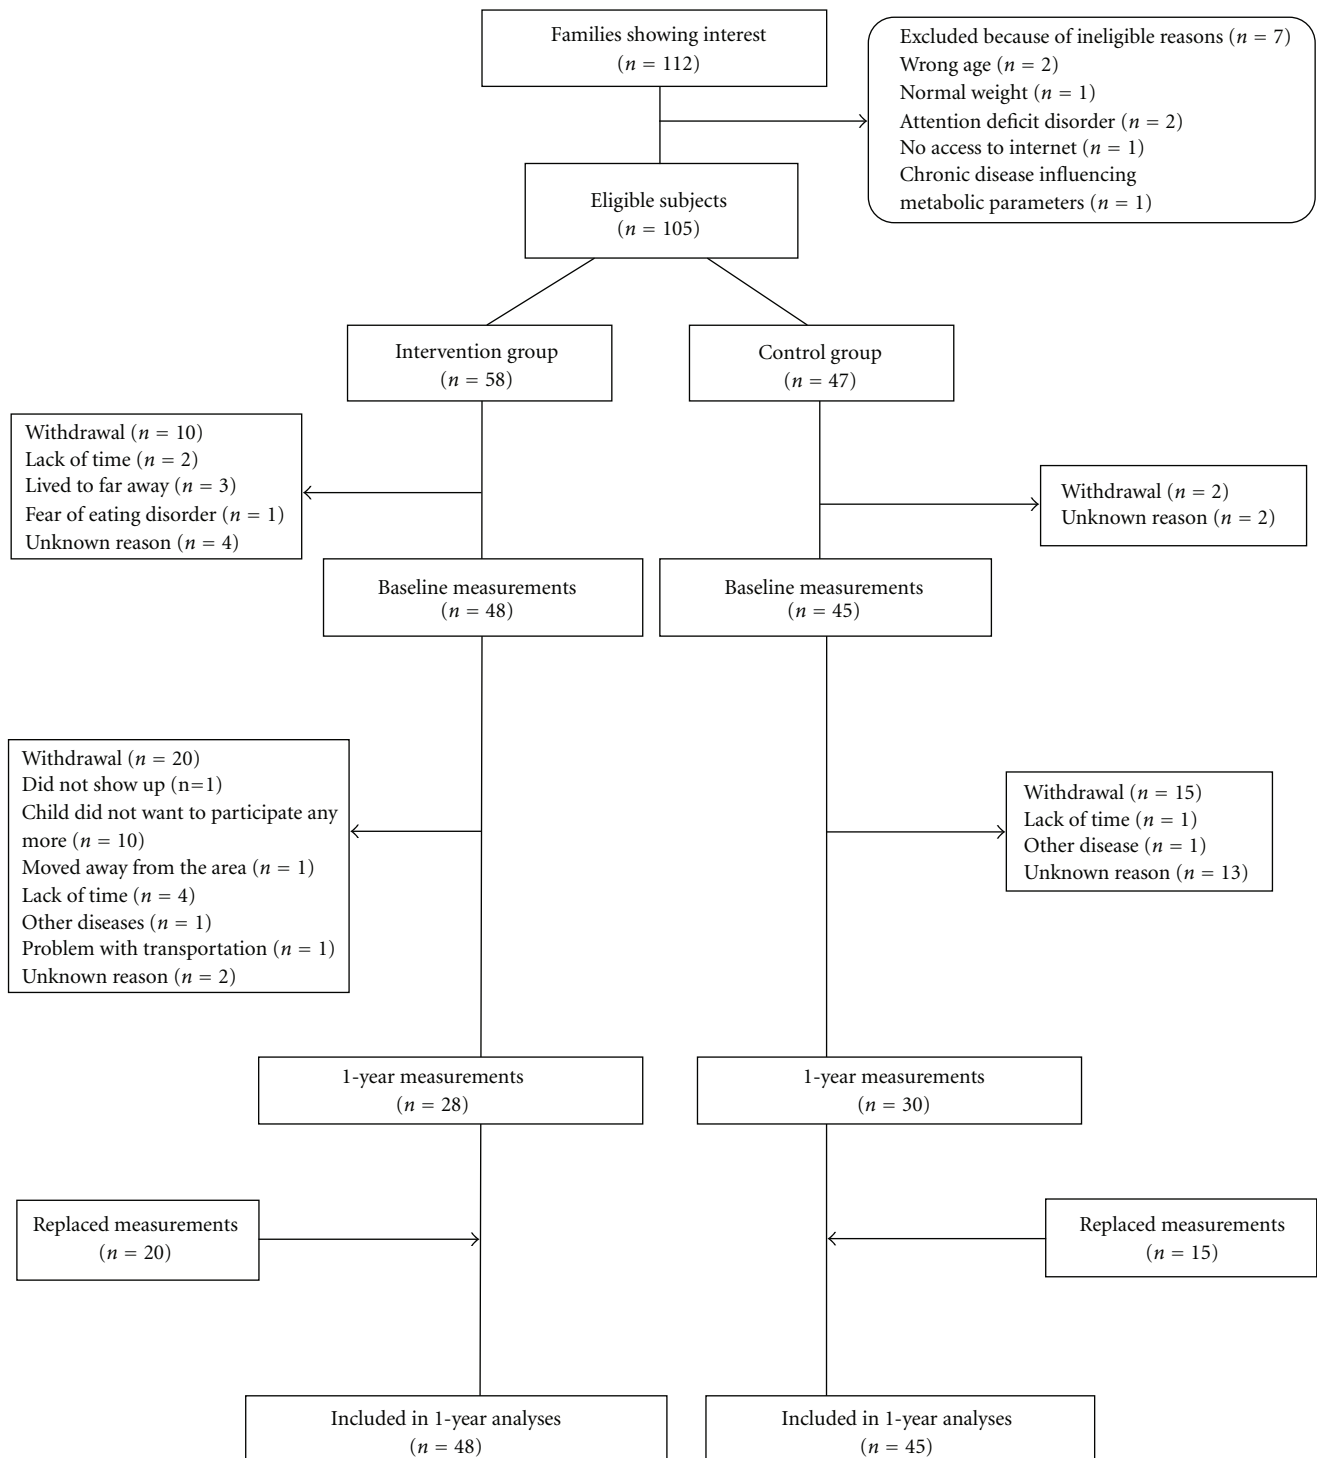 Families showing interest
(n = 112)
Excluded because of ineligible reasons (n = 7)
Wrong age (n = 2)
Normal weight (n = 1)
Attention deficit disorder (n = 2)
No access to internet (n = 1)
Chronic disease influencing
metabolic parameters (n = 1)
Eligible subjects
(n = 105)
Intervention group
(n = 58)
Control group
(n = 47)
Withdrawal (n = 10)
Lack of time (n = 2)
Lived to far away (n = 3)
Fear of eating disorder (n = 1)
Unknown reason (n = 4)
Withdrawal (n = 2)
Unknown reason (n = 2)
Baseline measurements
(n = 48)
Baseline measurements
(n = 45)
Withdrawal (n = 20)
Did not show up (n=1)
Child did not want to participate any
more (n = 10)
Moved away from the area (n = 1)
Lack of time (n = 4)
Other diseases (n = 1)
Problem with transportation (n = 1)
Unknown reason (n = 2)
Withdrawal (n = 15)
Lack of time (n = 1)
Other disease (n = 1)
Unknown reason (n = 13)
1-year measurements
(n = 28)
1-year measurements
(n = 30)
Replaced measurements
(n = 20)
Replaced measurements
(n = 15)
Included in 1-year analyses
(n = 48)
Included in 1-year analyses
(n = 45)